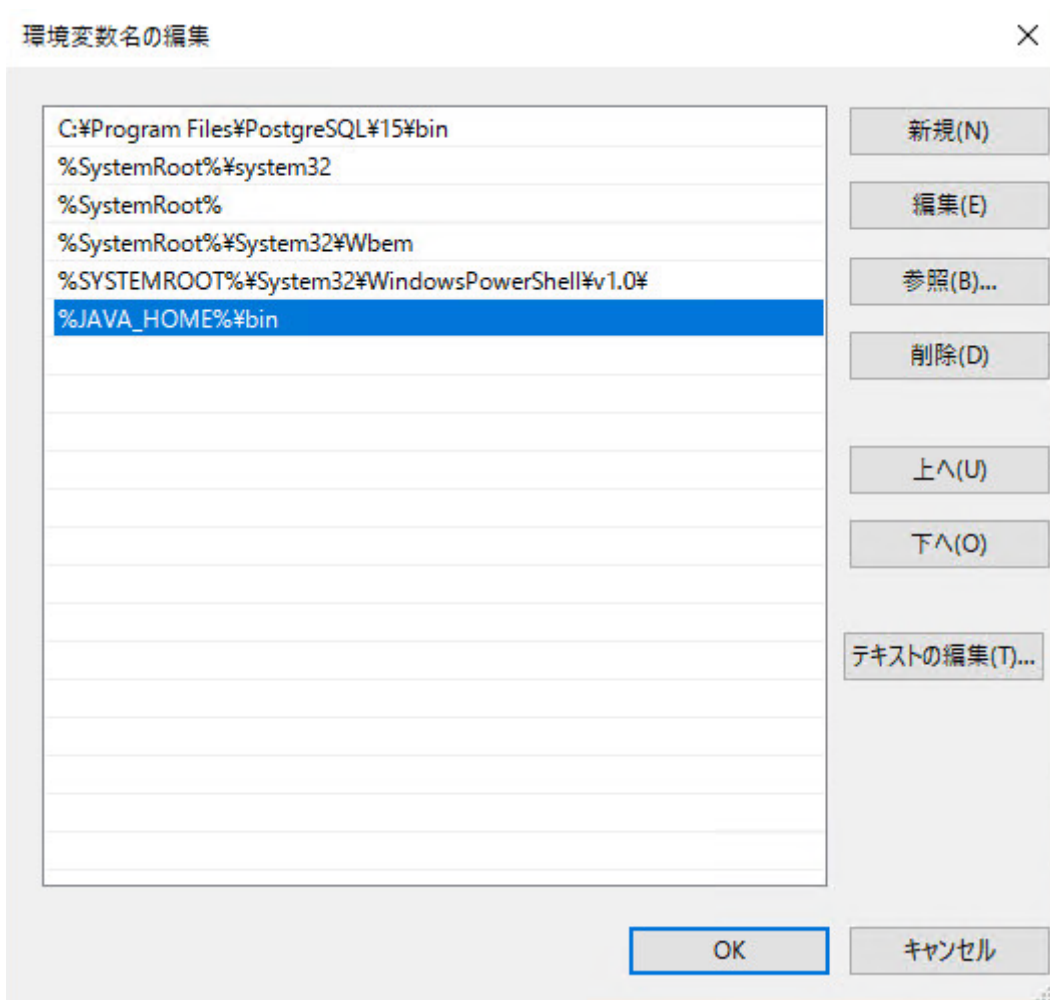 環境変数名の編集
C:¥Program Files¥PostgreSQL¥15¥bin
%SystemRoot%¥system32
%SystemRoot%
%SystemRoot%¥System32¥Wbem
%SYSTEMROOT%¥System32¥WindowsPowerShell¥v1.0¥
%JAVA_HOME%¥bin
新規(N)
編集(E)
参照(B)...
削除(D)
上へ(U)
下へ(O)
テキストの編集(T)...
OK
キャンセル